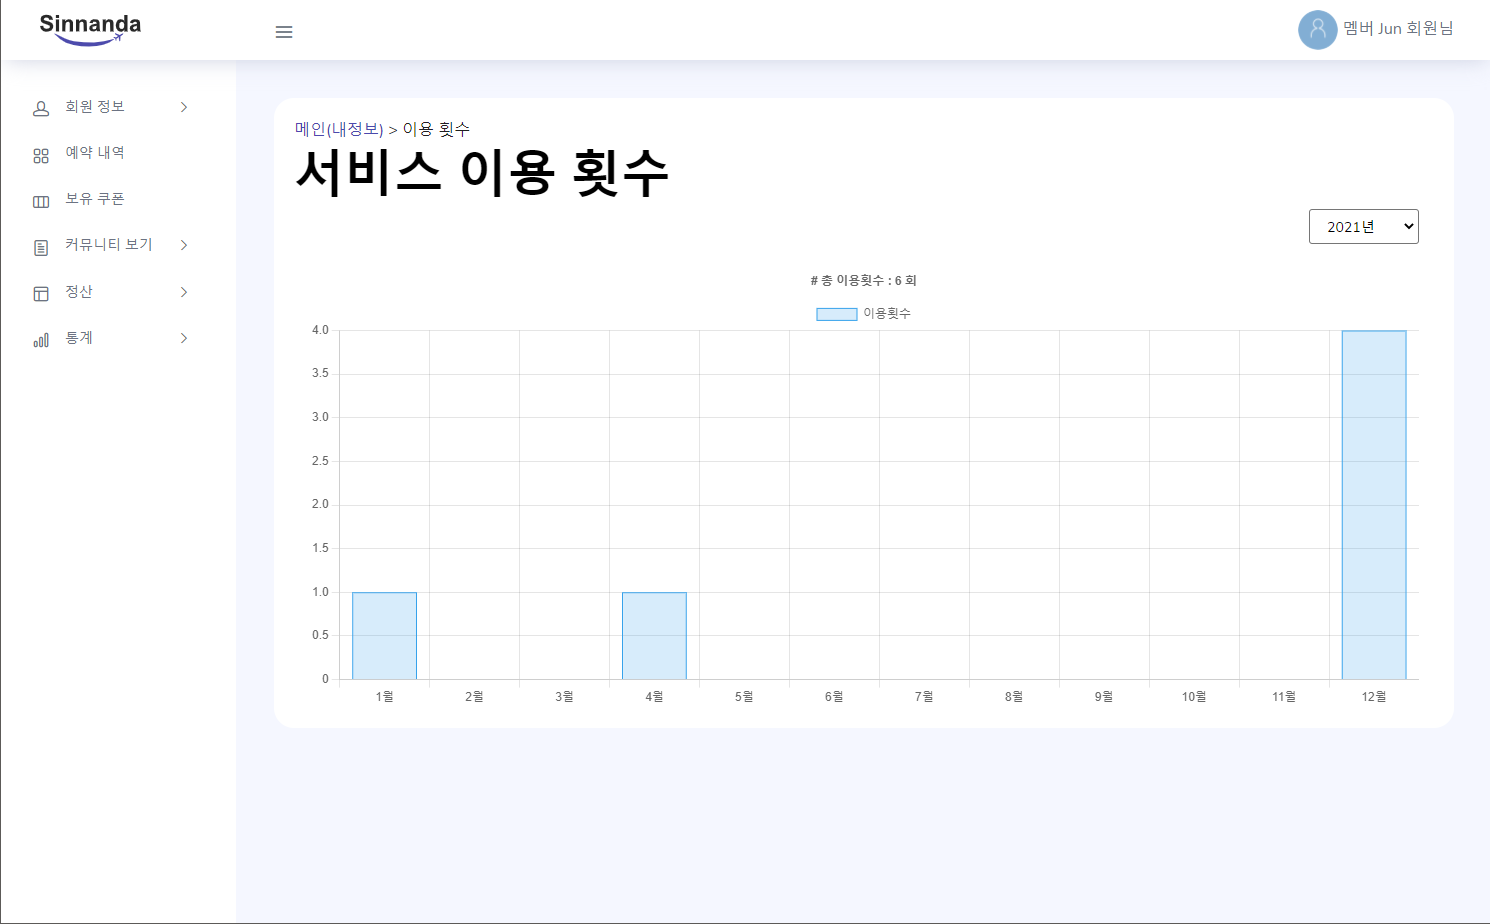 Sinnanda
멤버 Jun 회원님
회원 정보
예약 내역
보유 쿠폰
커뮤니티 보기
정산
통계
메인(내정보) > 이용 횟수
서비스 이용 횟수
2021년
# 총 이용횟수 : 6 회
이용횟수
4.0
3.5
3.0
2.5
2.0
1.5
1.0
0.5
0
1월 2월 3월 4월 5월 6월 7월 8월 9월 10월 11월 12월